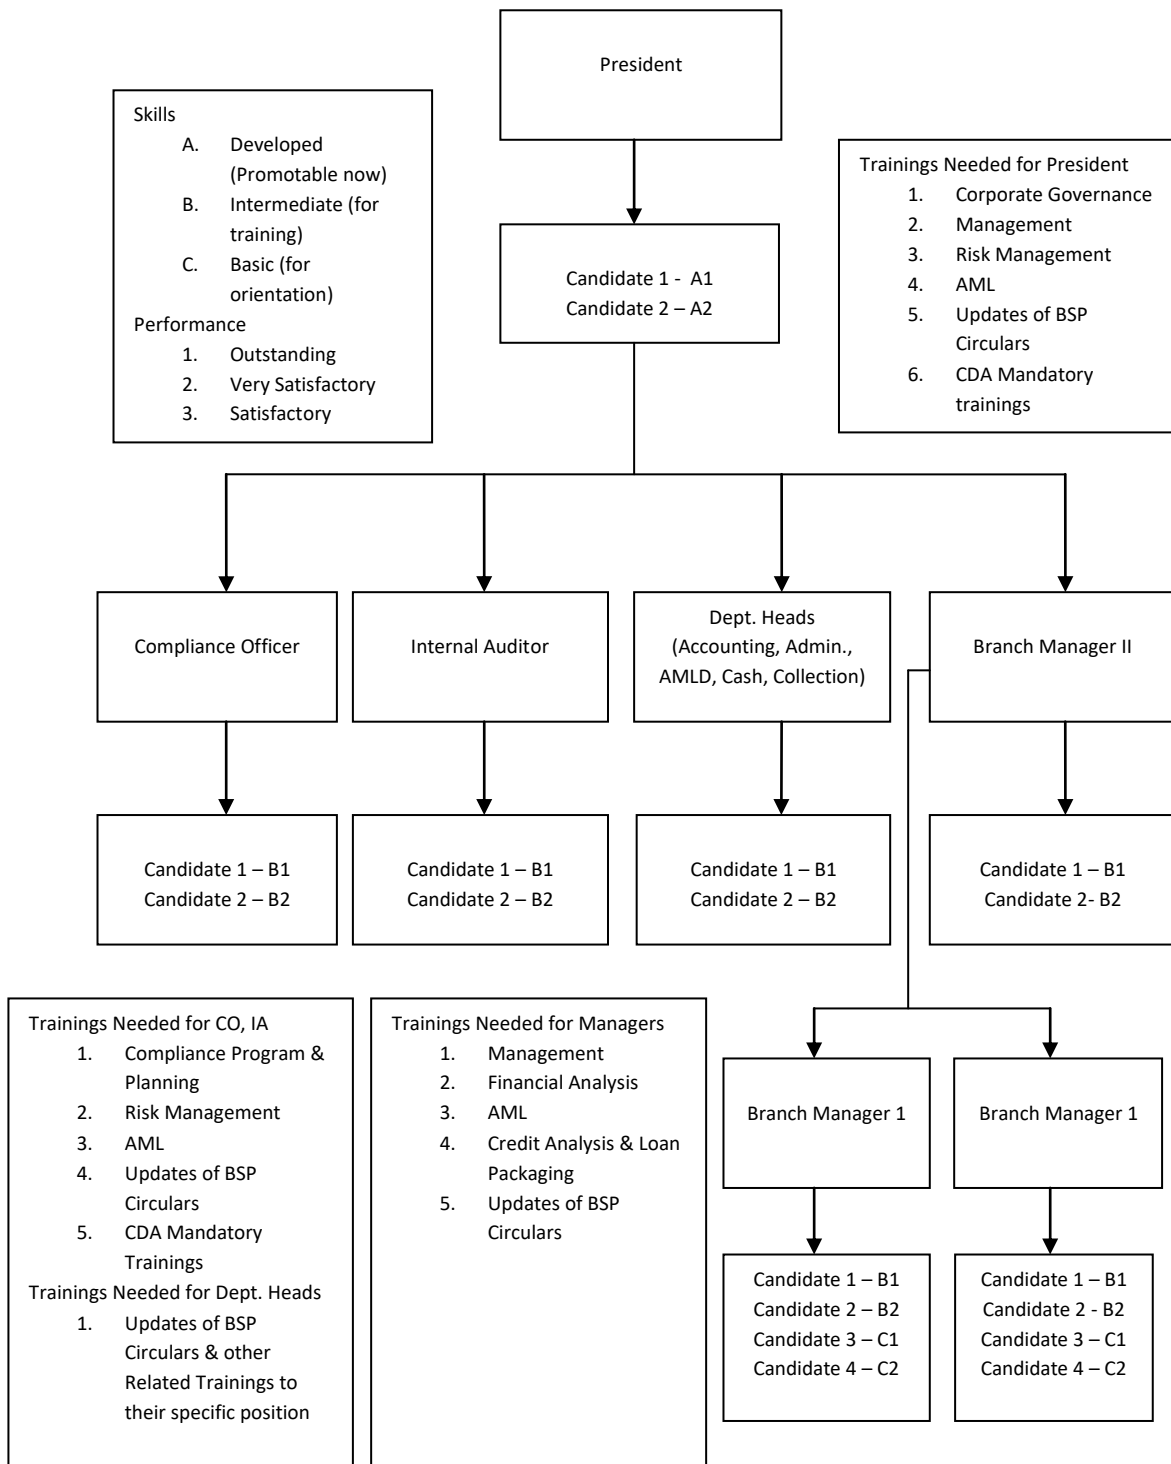 President
Skills
A. Developed
(Promotable now)
B. Intermediate (for
training)
C. Basic (for
orientation)
Performance
1. Outstanding
2. Very Satisfactory
3. Satisfactory
Trainings Needed for President
1. Corporate Governance
2. Management
3. Risk Management
4. AML
5. Updates of BSP
Circulars
6. CDA Mandatory
trainings
Candidate 1 - A1
Candidate 2 – A2
Compliance Officer
Internal Auditor
Dept. Heads
(Accounting, Admin.,
AMLD, Cash, Collection)
Branch Manager II
Candidate 1 – B1
Candidate 2 – B2
Candidate 1 – B1
Candidate 2 – B2
Candidate 1 – B1
Candidate 2 – B2
Candidate 1 – B1
Candidate 2- B2
Trainings Needed for CO, IA
1. Compliance Program &
Planning
2. Risk Management
3. AML
4. Updates of BSP
Circulars
5. CDA Mandatory
Trainings
Trainings Needed for Dept. Heads
1. Updates of BSP
Circulars & other
Related Trainings to
their specific position
Trainings Needed for Managers
1. Management
2. Financial Analysis
3. AML
4. Credit Analysis & Loan
Packaging
5. Updates of BSP
Circulars
Branch Manager 1
Branch Manager 1
Candidate 1 – B1
Candidate 2 – B2
Candidate 3 – C1
Candidate 4 – C2
Candidate 1 – B1
Candidate 2 - B2
Candidate 3 – C1
Candidate 4 – C2